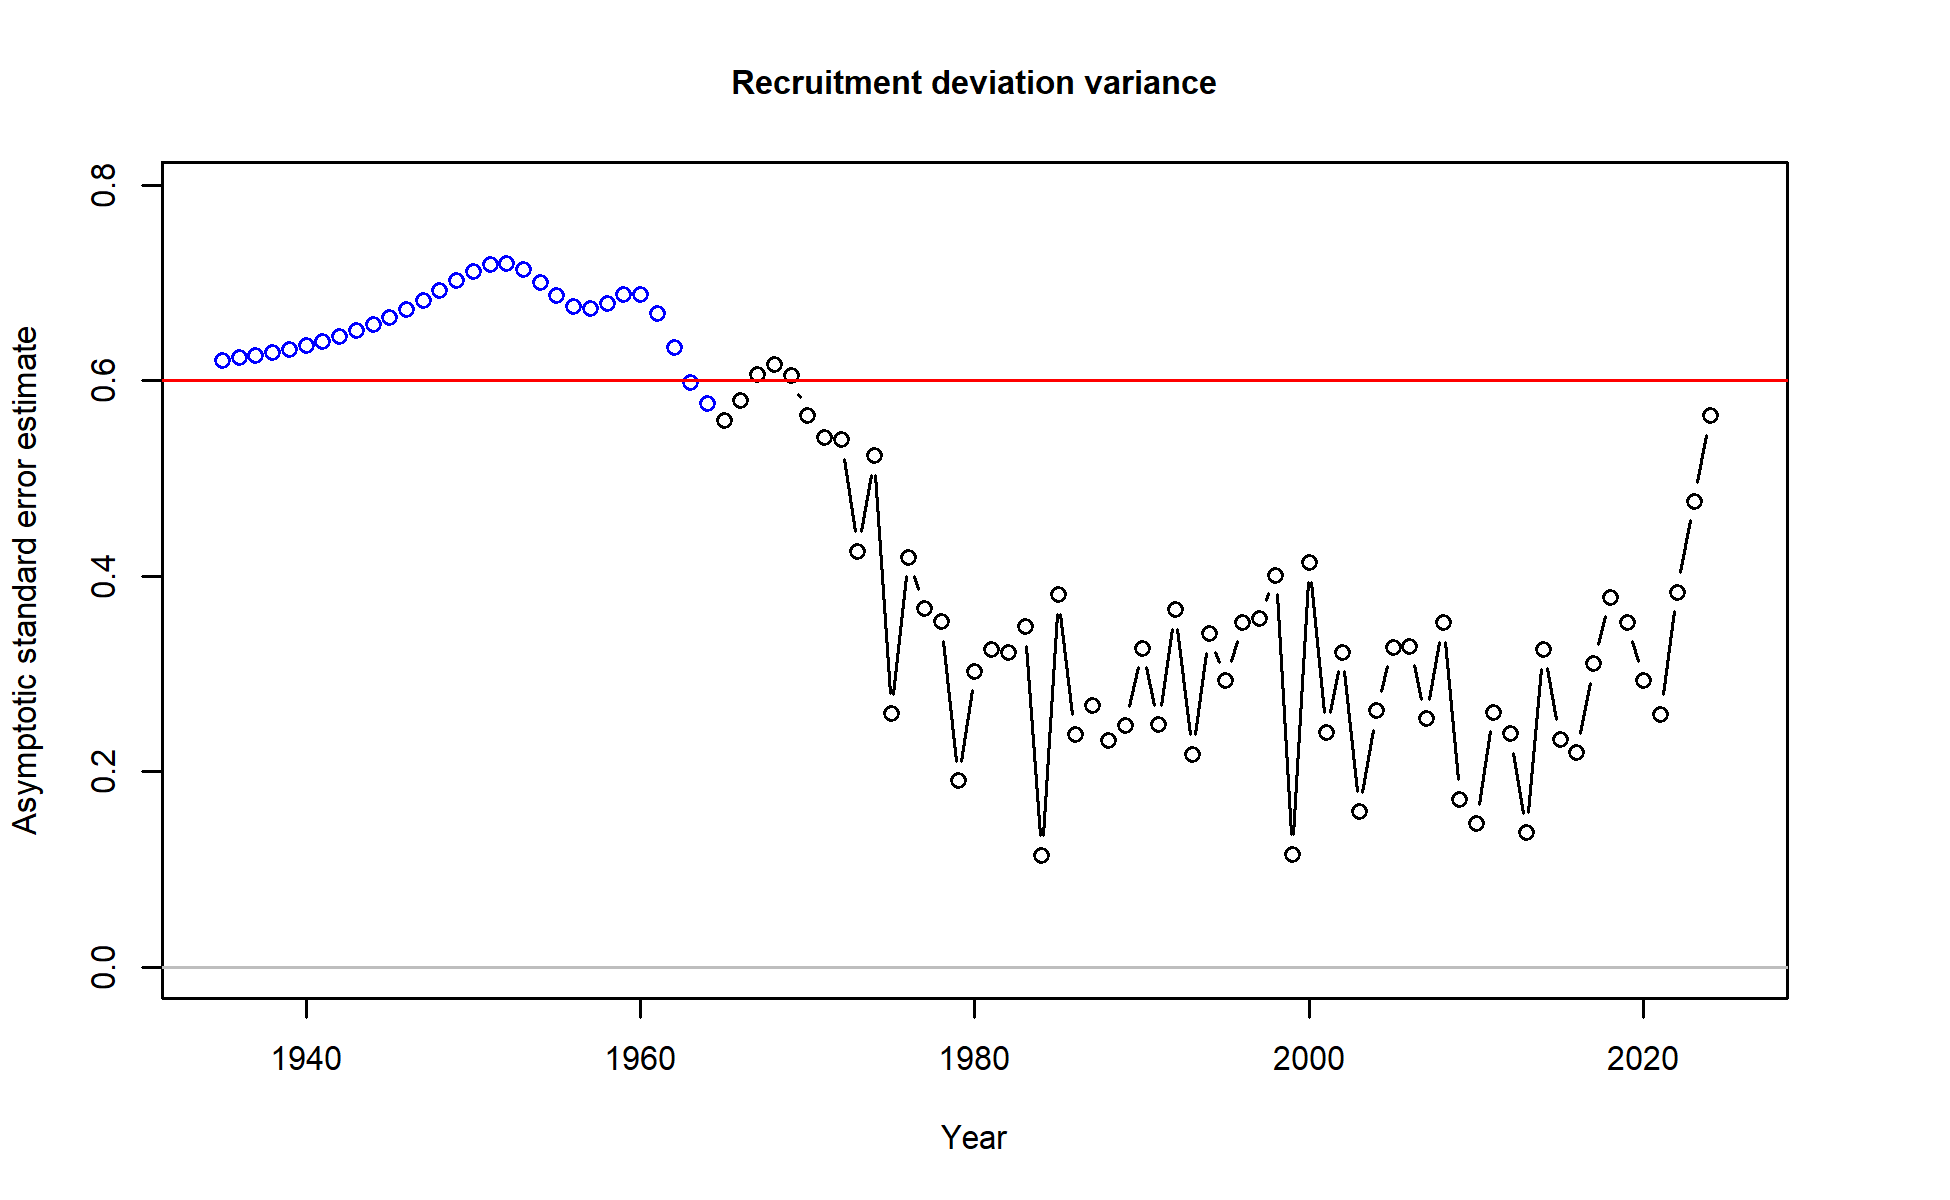 Recruitment deviation variance
Asymptotic standard error estimate
0.8
0.6
0.4
0.2
0.0
1940 1960 1980 2000 2020
Year